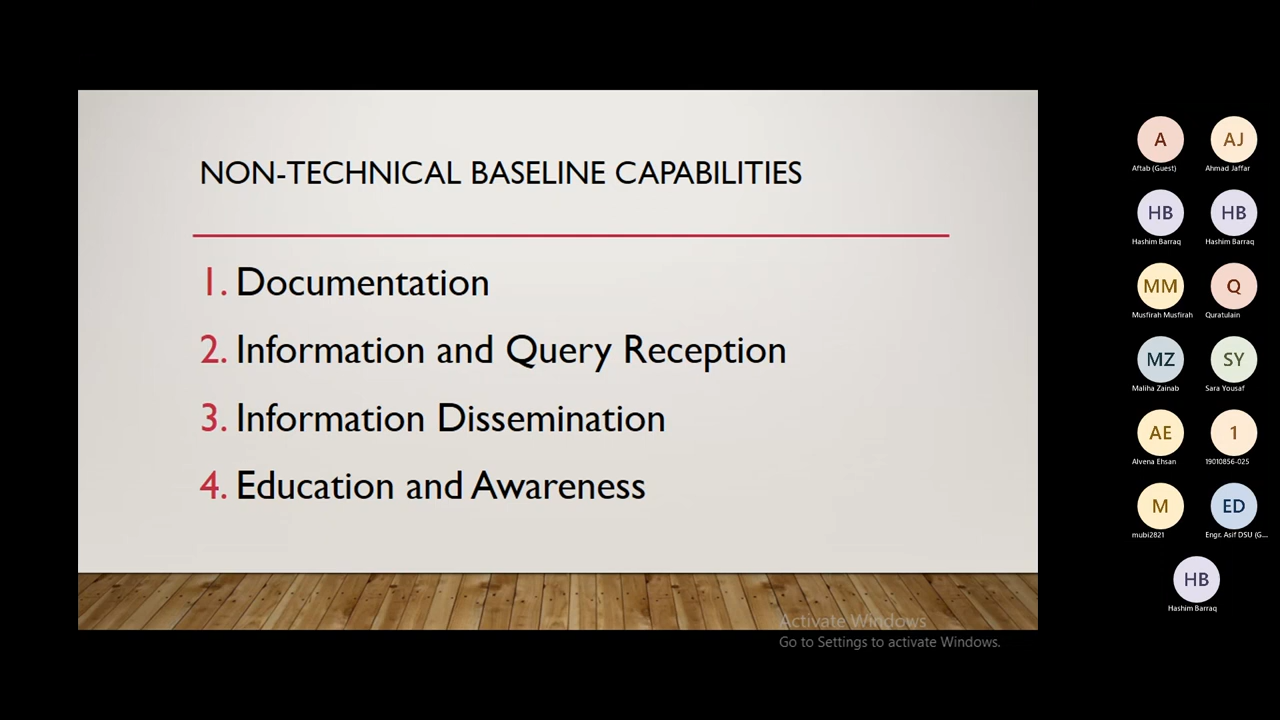 NON-TECHNICAL BASELINE CAPABILITIES
1. Documentation
2. Information and Query Reception
3. Information Dissemination
4. Education and Awareness
Activate Windows
Go to Settings to activate Windows.
A AJ
Aftab (Guest) Ahmad Jaffar
HB HB
Hashim Barraq Hashim Barraq
MM Q
Musfirah Musfirah Quratulain
MZ SY
Maliha Zainab Sara Yousaf
AE 1
Alvena Ehsan 19010856-025
M ED
mubi2821 Engr. Asif DSU (G...
HB
Hashim Barraq